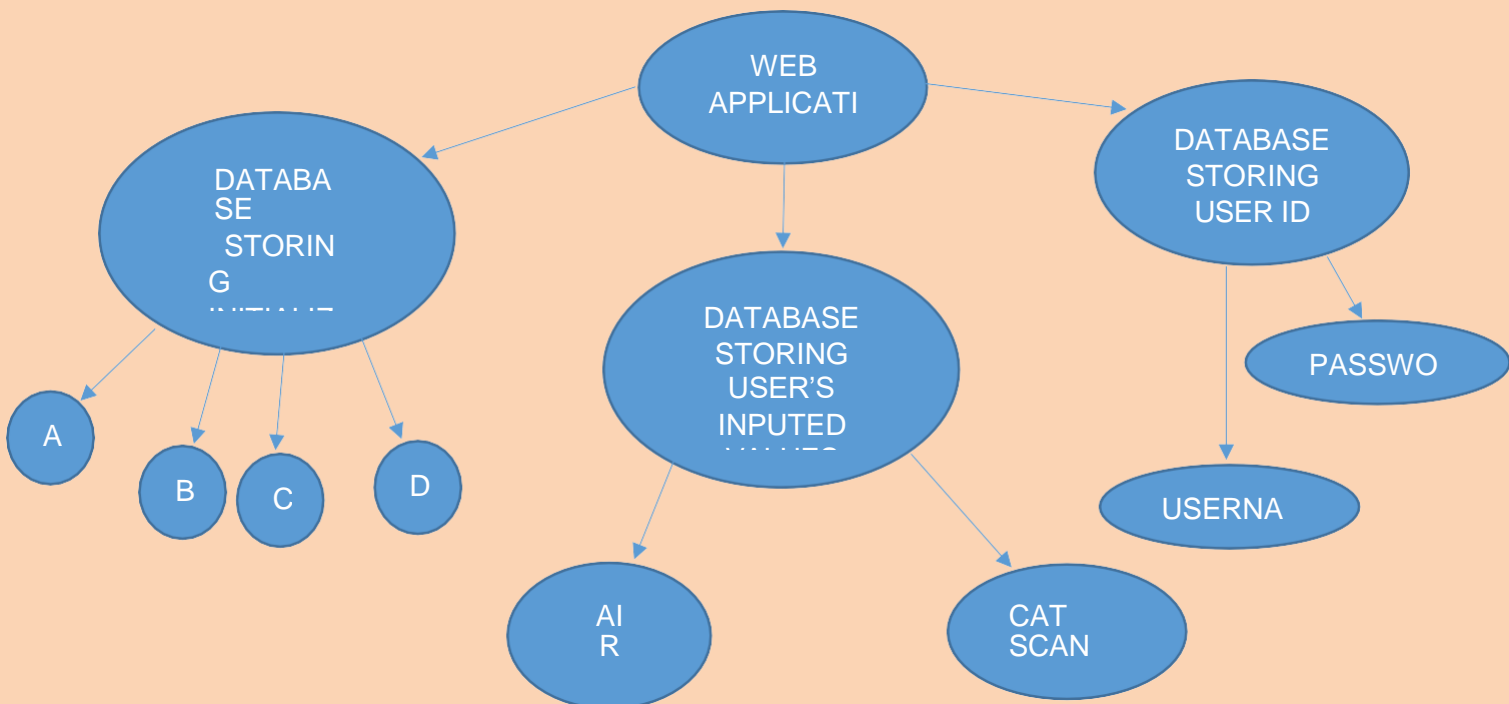 WEB
APPLICATI
DATABA
SE
STORIN
G
A
B
C
D
DATABASE
STORING
USER'S
INPUTED
AI
R
CAT
SCAN
DATABASE
STORING
USER ID
PASSWO
USERNA